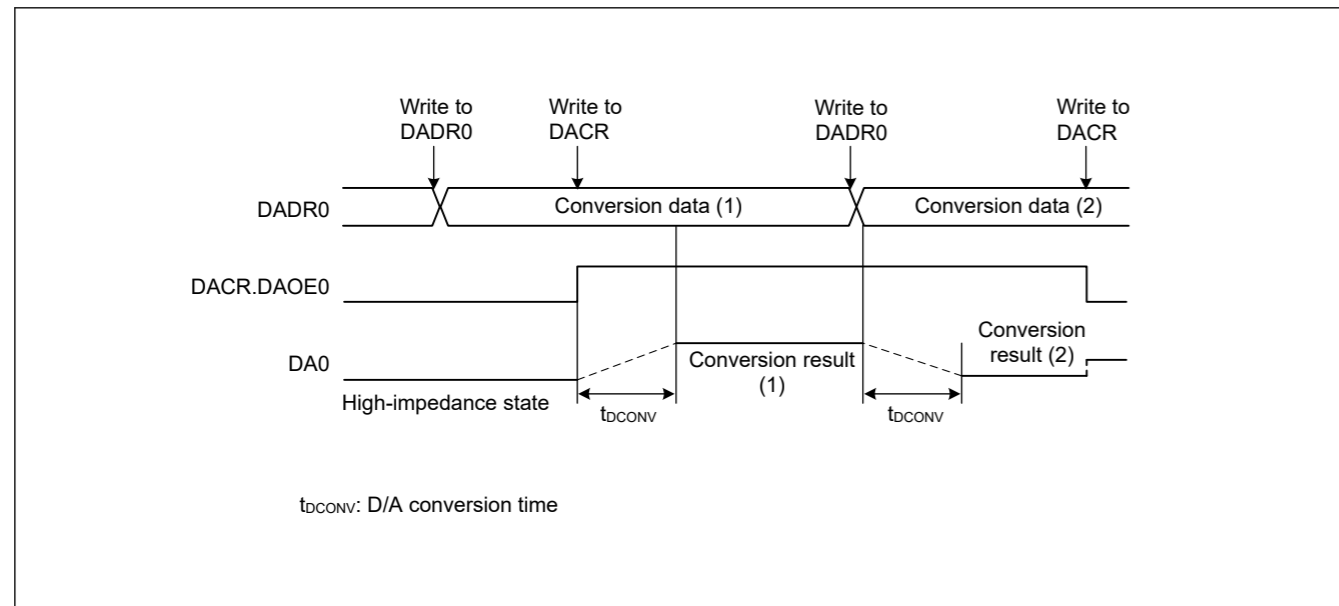 Write to
DADR0
Write to
DACR
Write to
DADR0
Write to
DACR
DADR0
Conversion data (1)
Conversion data (2)
DACR.DAOE0
DA0
Conversion result
(1)
Conversion
result (2)
High-impedance state
tDCONV
tDCONV
tDCONV: D/A conversion time